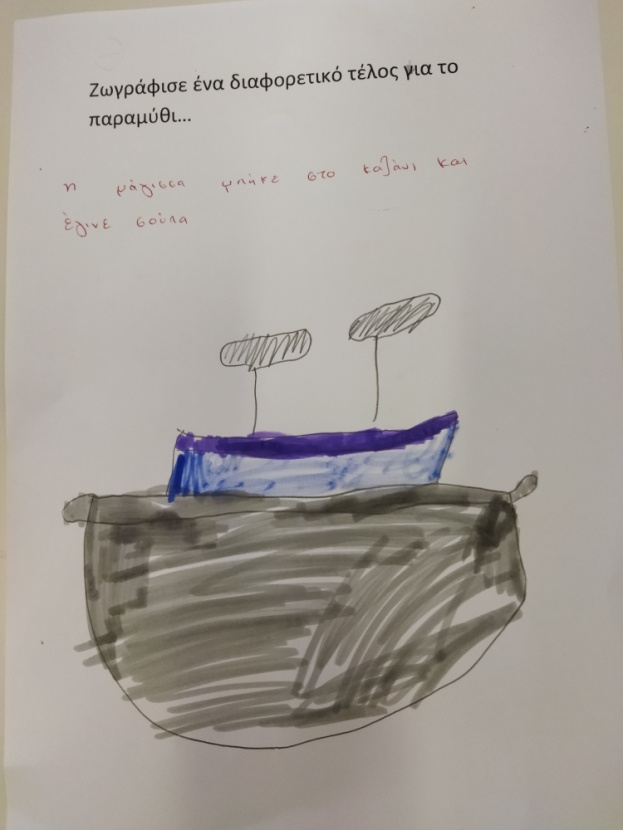 Ζωγράφισε ένα διαφορετικό τέλος για το
παραμύθι...
η μάγισσα μπήκε στο καζάνι και
έγινε σούπα